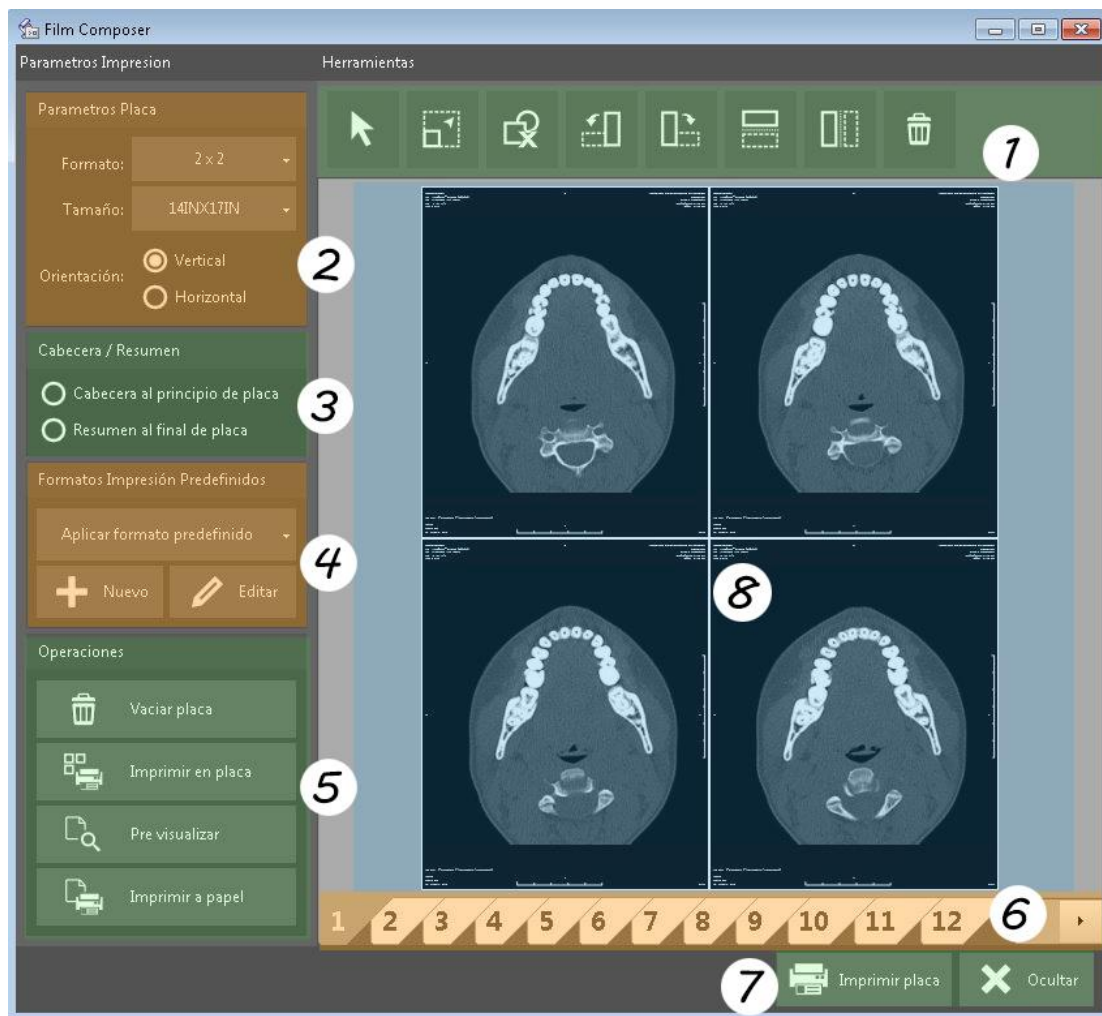 Film Composer
Parametros Impresion
Herramientas
1
Parametros Placa
Formato: 2 x 2
Tamaño: 14INX17IN
Orientación:
Vertical
Horizontal
2
Cabecera / Resumen
Cabecera al principio de placa
Resumen al final de placa
3
Formatos Impresión Predefinidos
Aplicar formato predefinido
Nuevo Editar
4
Operaciones
Vaciar placa
Imprimir en placa
Pre visualizar
Imprimir a papel
5
8
1 2 3 4 5 6 7 8 9 10 11 12
6
7
Imprimir placa Ocultar